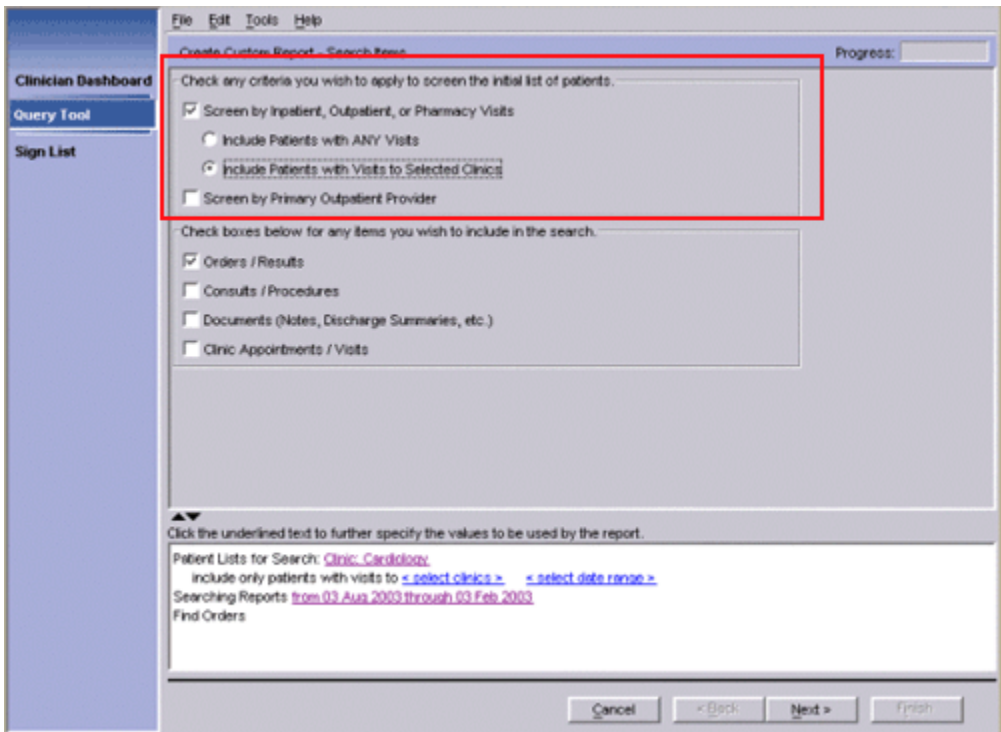 File Edit Tools Help
Create Custom Report - Search Items
Progress:
Clinician Dashboard
Query Tool
Sign List
Check any criteria you wish to apply to screen the initial list of patients.
Screen by Inpatient, Outpatient, or Pharmacy Visits
Include Patients with ANY Visits
Include Patients with Visits to Selected Clinics
Screen by Primary Outpatient Provider
Check boxes below for any items you wish to include in the search.
Orders / Results
Consults / Procedures
Documents (Notes, Discharge Summaries, etc.)
Clinic Appointments / Visits
Click the underlined text to further specify the values to be used by the report.
Patient Lists for Search: Clinic: Cardiology
include only patients with visits to < select clinics > < select date range >
Searching Reports from 03 Aug 2003 through 03 Feb 2003
Find Orders
Cancel < Back Next > Finish